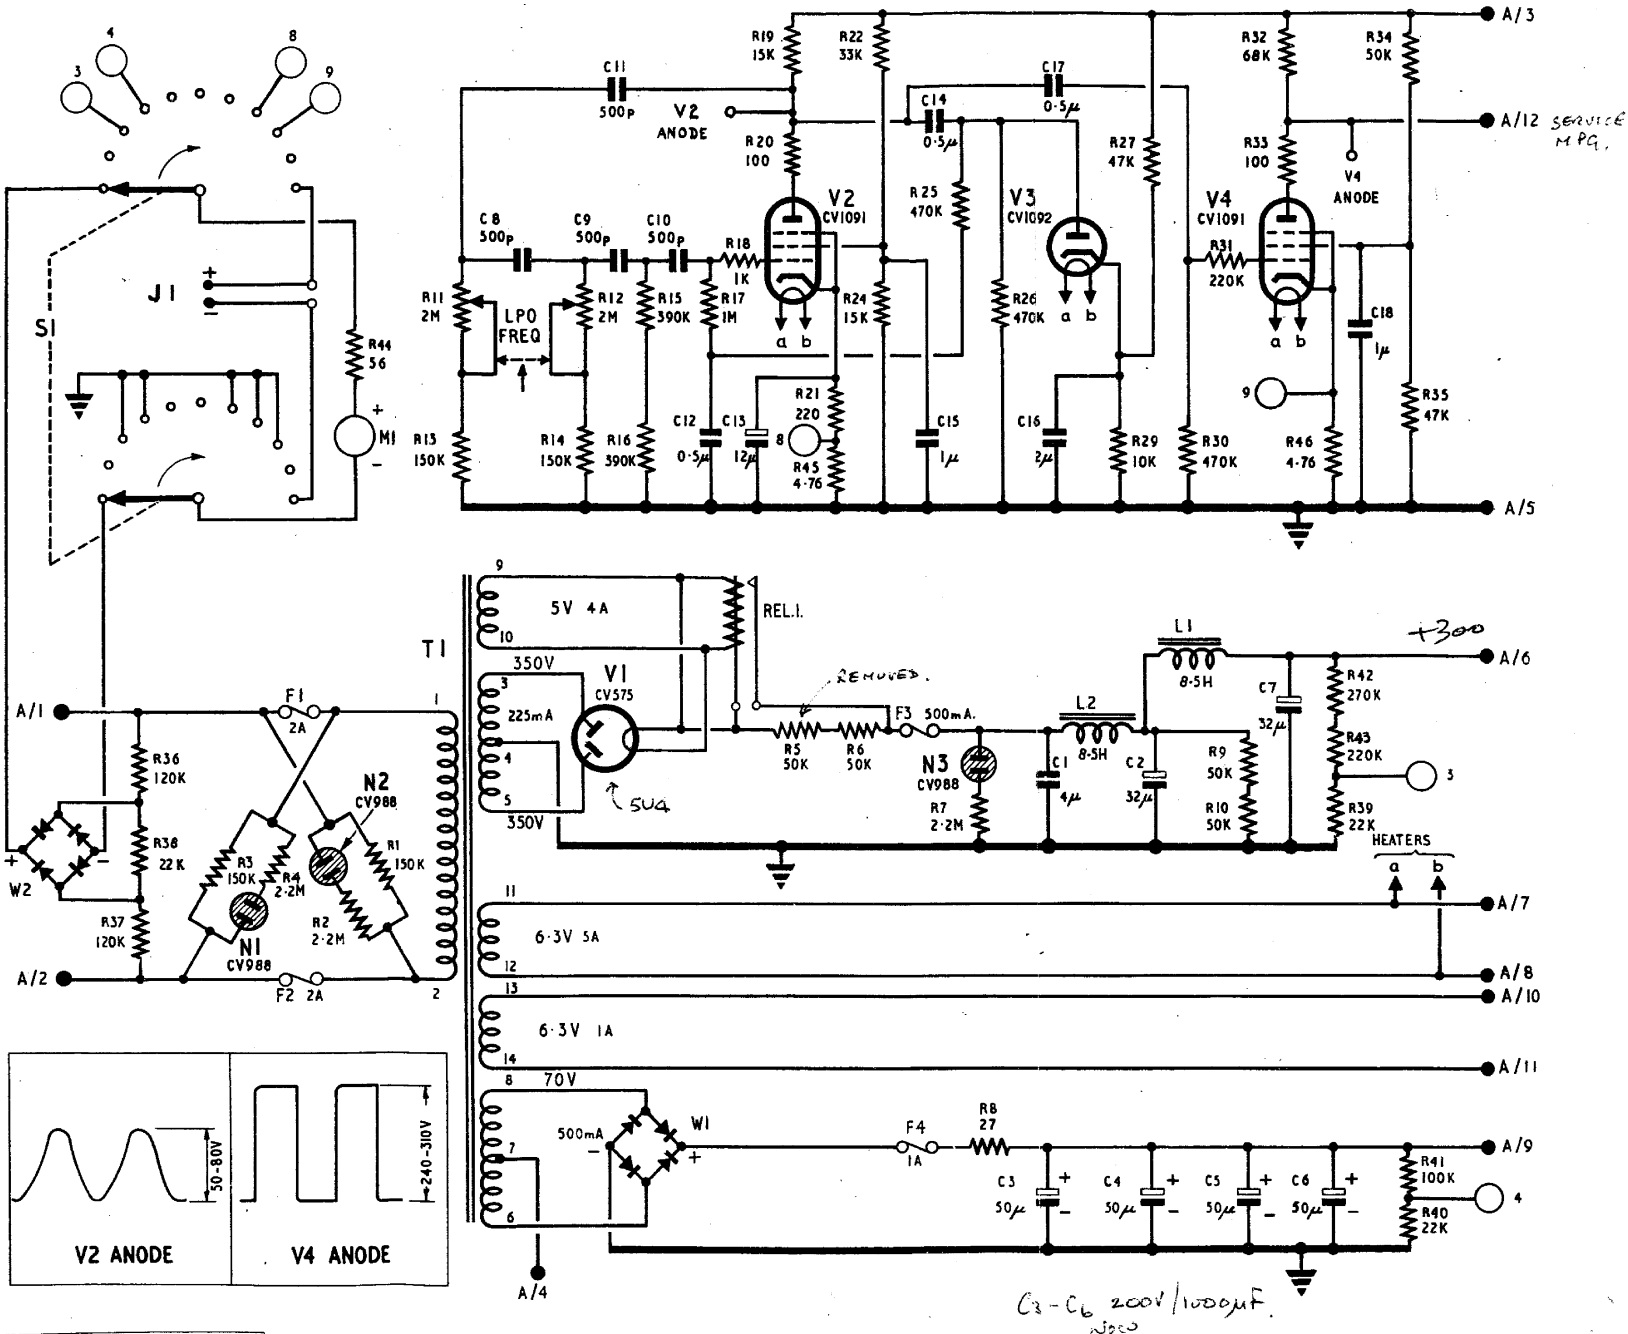 4
8
3
9
S1
J1
+
−
R44
56
M1
+
−
R19
15K
R22
33K
C11
500p
V2
ANODE
R20
100
C14
0·5µ
C17
0·5µ
R27
47K
R32
68K
R34
50K
A/3
A/12 SERVICE
R33
100
V4
ANODE
C8
500p
C9
500p
C10
500p
R18
1K
V2
CV1091
R25
470K
V3
CV1092
V4
CV1091
R31
220K
R11
2M
LPO
FREQ
R12
2M
R15
390K
R17
1M
a b
R24
15K
R26
470K
a b
a b
C18
1µ
R13
150K
R14
150K
R16
390K
C12
0·5µ
C13
12µ
R21
220
8
R45
4·76
C15
1µ
C16
2µ
R29
10K
R30
470K
9
R46
4·76
R35
47K
A/5
T1
9
5V 4A
10
REL.1.
350V
3
225mA
4
5
350V
V1
CV575
5U4
REMOVED.
R5
50K
R6
50K
F3 500mA.
N3
CV988
R7
2·2M
C1
4µ
L2
8·5H
L1
8·5H
C2
32µ
R9
50K
R10
50K
C7
32µ
+300
A/6
R42
270K
R43
220K
3
R39
22K
HEATERS
a b
A/1
F1
2A
1
R36
120K
N2
CV988
R38
22K
+
−
W2
R3
150K
R4
2·2M
R1
150K
R37
120K
R2
2·2M
N1
CV988
A/2
F2 2A
2
11
6·3V 5A
12
A/7
A/8
13
6·3V 1A
14
A/10
A/11
8 70V
500mA
7
6
−
W1
+
F4
1A
R8
27
A/9
C3
50µ
+
−
C4
50µ
+
−
C5
50µ
+
−
C6
50µ
+
−
R41
100K
4
R40
22K
A/4
50-80V
240-310V
V2 ANODE
V4 ANODE
C3 - C6 200V/1000µF.